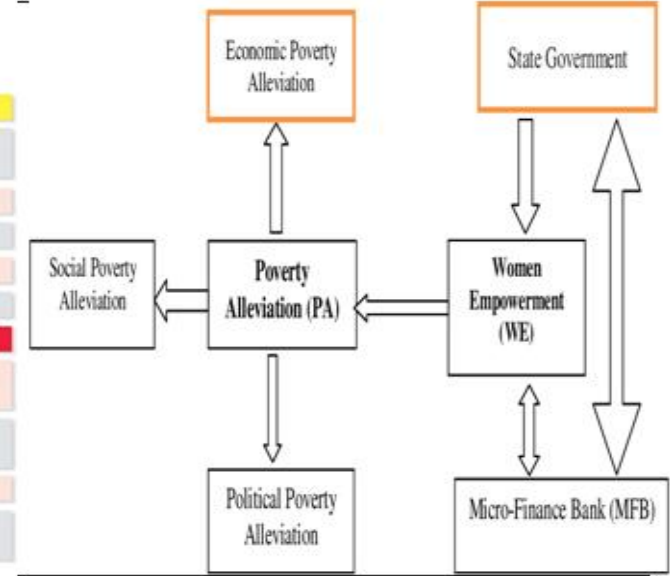 Economic Poverty
Alleviation
State Government
Social Poverty
Alleviation
Poverty
Alleviation (PA)
Women
Empowerment
(WE)
Political Poverty
Alleviation
Micro-Finance Bank (MFB)